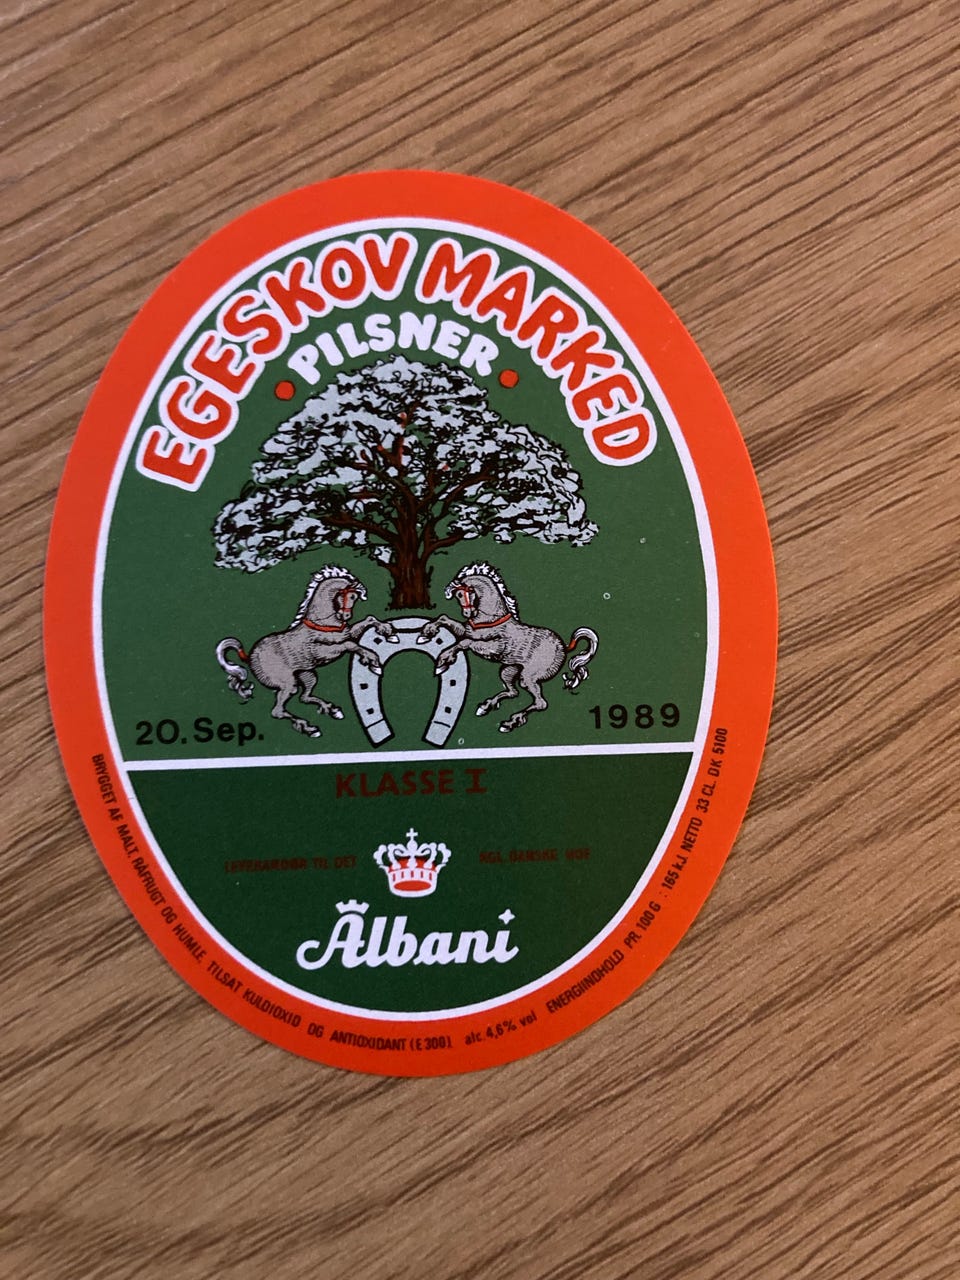 EGESKOV MARKED
PILSNER
20. Sep. 1989
KLASSE I
LEVERANDØR TIL DET KGL. DANSKE HOF
Albani
BRYGGET AF MALT, RÅFRUGT OG HUMLE, TILSAT KULDIOXID OG ANTIOXIDANT (E 300). alc. 4,6% vol ENERGIINDHOLD PR. 100 G : 165 kJ. NETTO 33 CL. DK 5100